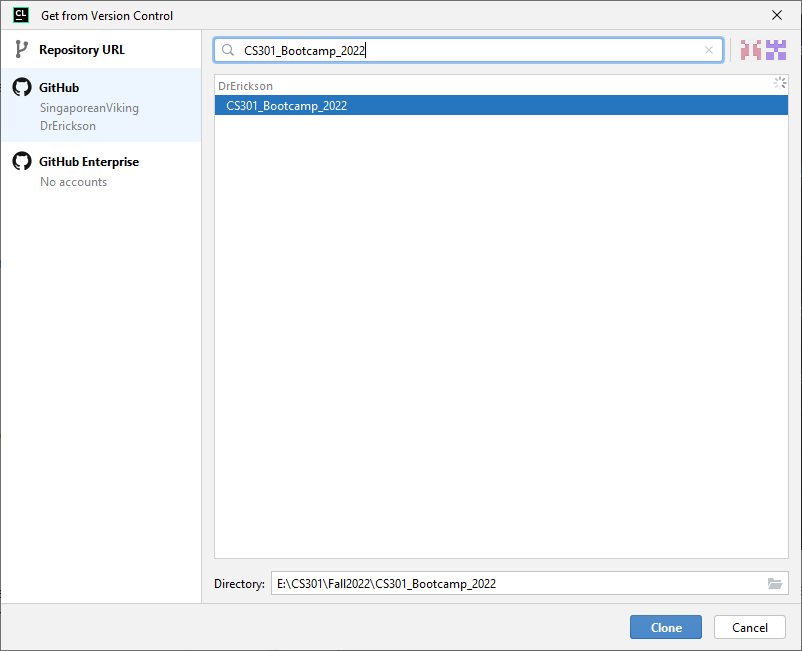 CL Get from Version Control
Repository URL
GitHub
SingaporeanViking
DrErickson
GitHub Enterprise
No accounts
CS301_Bootcamp_2022
DrErickson
CS301_Bootcamp_2022
Directory: E:\CS301\Fall2022\CS301_Bootcamp_2022
Clone Cancel